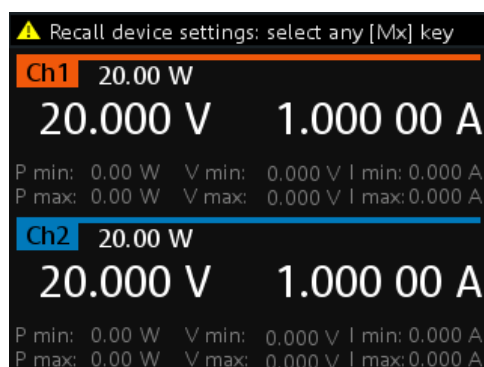 Recall device settings: select any [Mx] key
Ch1 20.00 W
20.000 V 1.000 00 A
P min: 0.00 W V min: 0.000 V I min: 0.000 A
P max: 0.00 W V max: 0.000 V I max: 0.000 A
Ch2 20.00 W
20.000 V 1.000 00 A
P min: 0.00 W V min: 0.000 V I min: 0.000 A
P max: 0.00 W V max: 0.000 V I max: 0.000 A